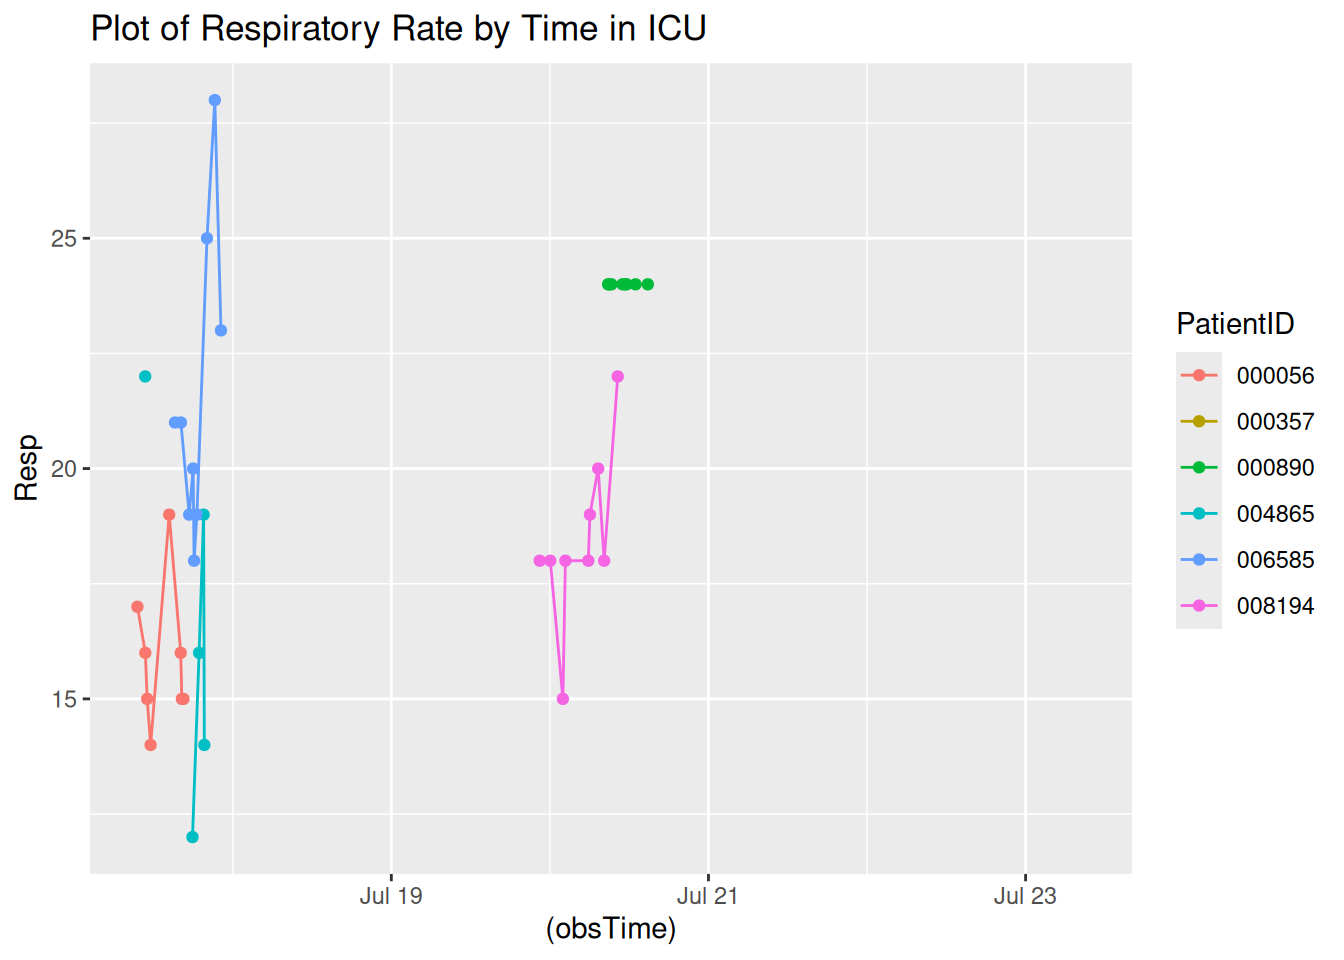 Plot of Respiratory Rate by Time in ICU
Resp
25
20
15
Jul 19
Jul 21
Jul 23
(obsTime)
PatientID
000056
000357
000890
004865
006585
008194